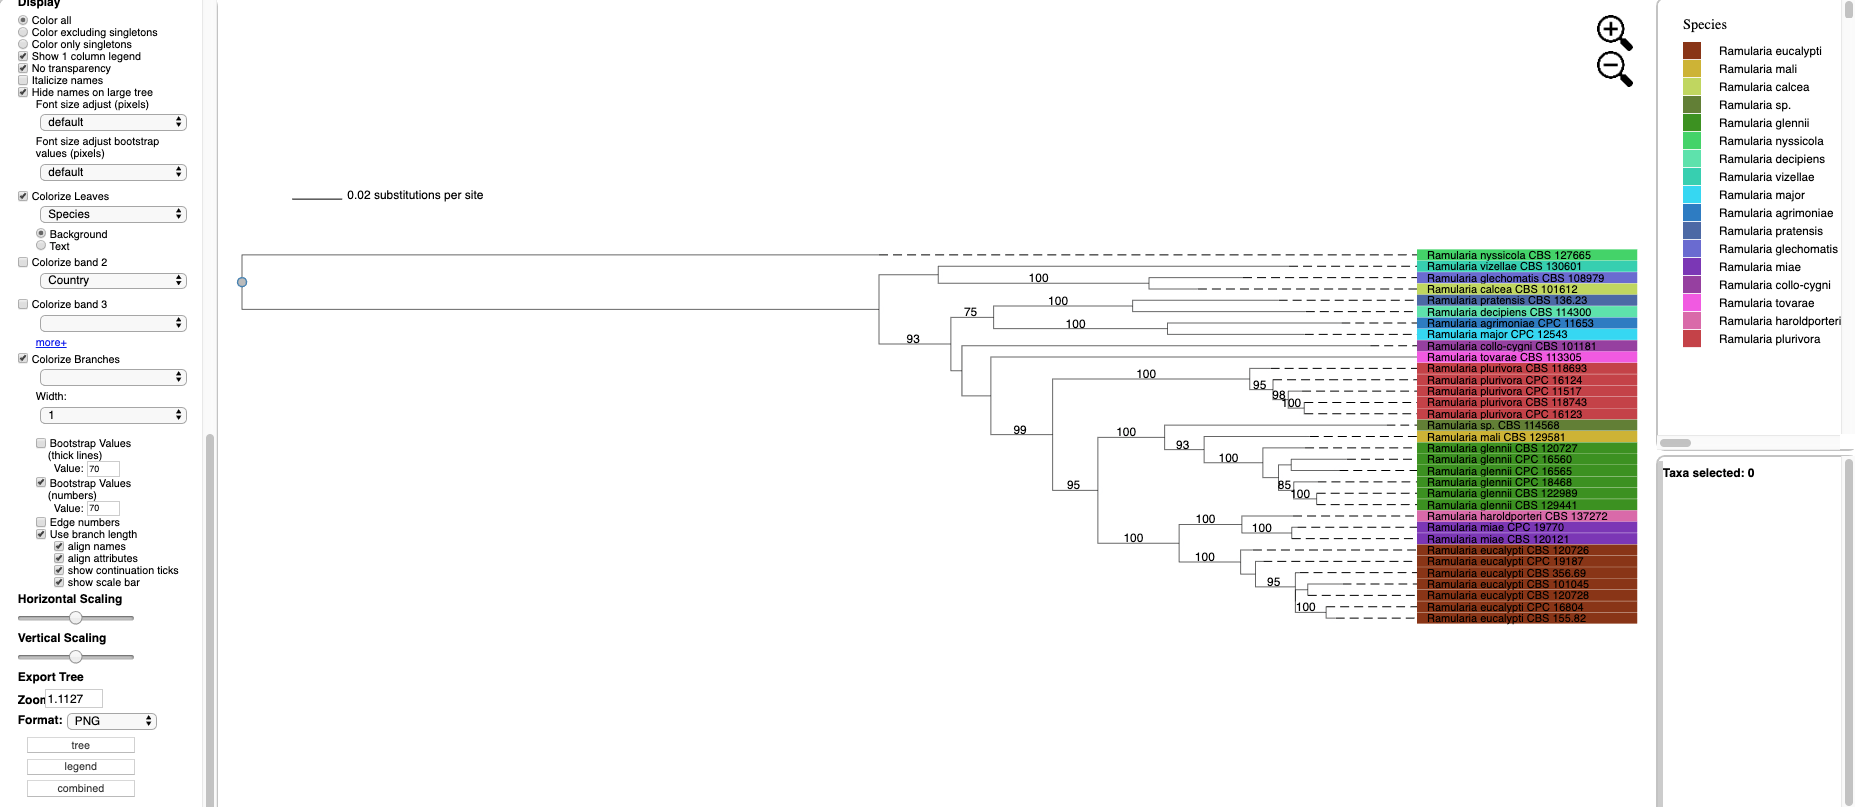 Display
Color all
Color excluding singletons
Color only singletons
Show 1 column legend
No transparency
Italicize names
Hide names on large tree
Font size adjust (pixels)
default
Font size adjust bootstrap
values (pixels)
default
Colorize Leaves
Species
Background
Text
Colorize band 2
Country
Colorize band 3
more+
Colorize Branches
Width:
1
Bootstrap Values
(thick lines)
Value: 70
Bootstrap Values
(numbers)
Value: 70
Edge numbers
Use branch length
align names
align attributes
show continuation ticks
show scale bar
Horizontal Scaling
Vertical Scaling
Export Tree
Zoom 1.1127
Format: PNG
tree
legend
combined
0.02 substitutions per site
Ramularia nyssicola CBS 127665
Ramularia vizellae CBS 130601
100
Ramularia glechomatis CBS 108979
Ramularia calcea CBS 101612
100
Ramularia pratensis CBS 136.23
75
Ramularia decipiens CBS 114300
100
Ramularia agrimoniae CPC 11653
Ramularia major CPC 12543
93
Ramularia collo-cygni CBS 101181
Ramularia tovarae CBS 113305
Ramularia plurivora CBS 118693
100
Ramularia plurivora CPC 16124
95
Ramularia plurivora CPC 11517
98
Ramularia plurivora CBS 118743
100
Ramularia plurivora CPC 16123
Ramularia sp. CBS 114568
99
100
Ramularia mali CBS 129581
93
Ramularia glennii CBS 120727
100
Ramularia glennii CPC 16560
Ramularia glennii CPC 16565
Ramularia glennii CPC 18468
95
85
Ramularia glennii CBS 122989
100
Ramularia glennii CBS 129441
Ramularia haroldporteri CBS 137272
100
Ramularia miae CPC 19770
100
Ramularia miae CBS 120121
100
Ramularia eucalypti CBS 120726
100
Ramularia eucalypti CPC 19187
Ramularia eucalypti CBS 356.69
95
Ramularia eucalypti CBS 101045
Ramularia eucalypti CBS 120728
Ramularia eucalypti CPC 16804
100
Ramularia eucalypti CBS 155.82
Species
Ramularia eucalypti
Ramularia mali
Ramularia calcea
Ramularia sp.
Ramularia glennii
Ramularia nyssicola
Ramularia decipiens
Ramularia vizellae
Ramularia major
Ramularia agrimoniae
Ramularia pratensis
Ramularia glechomatis
Ramularia miae
Ramularia collo-cygni
Ramularia tovarae
Ramularia haroldporteri
Ramularia plurivora
Taxa selected: 0